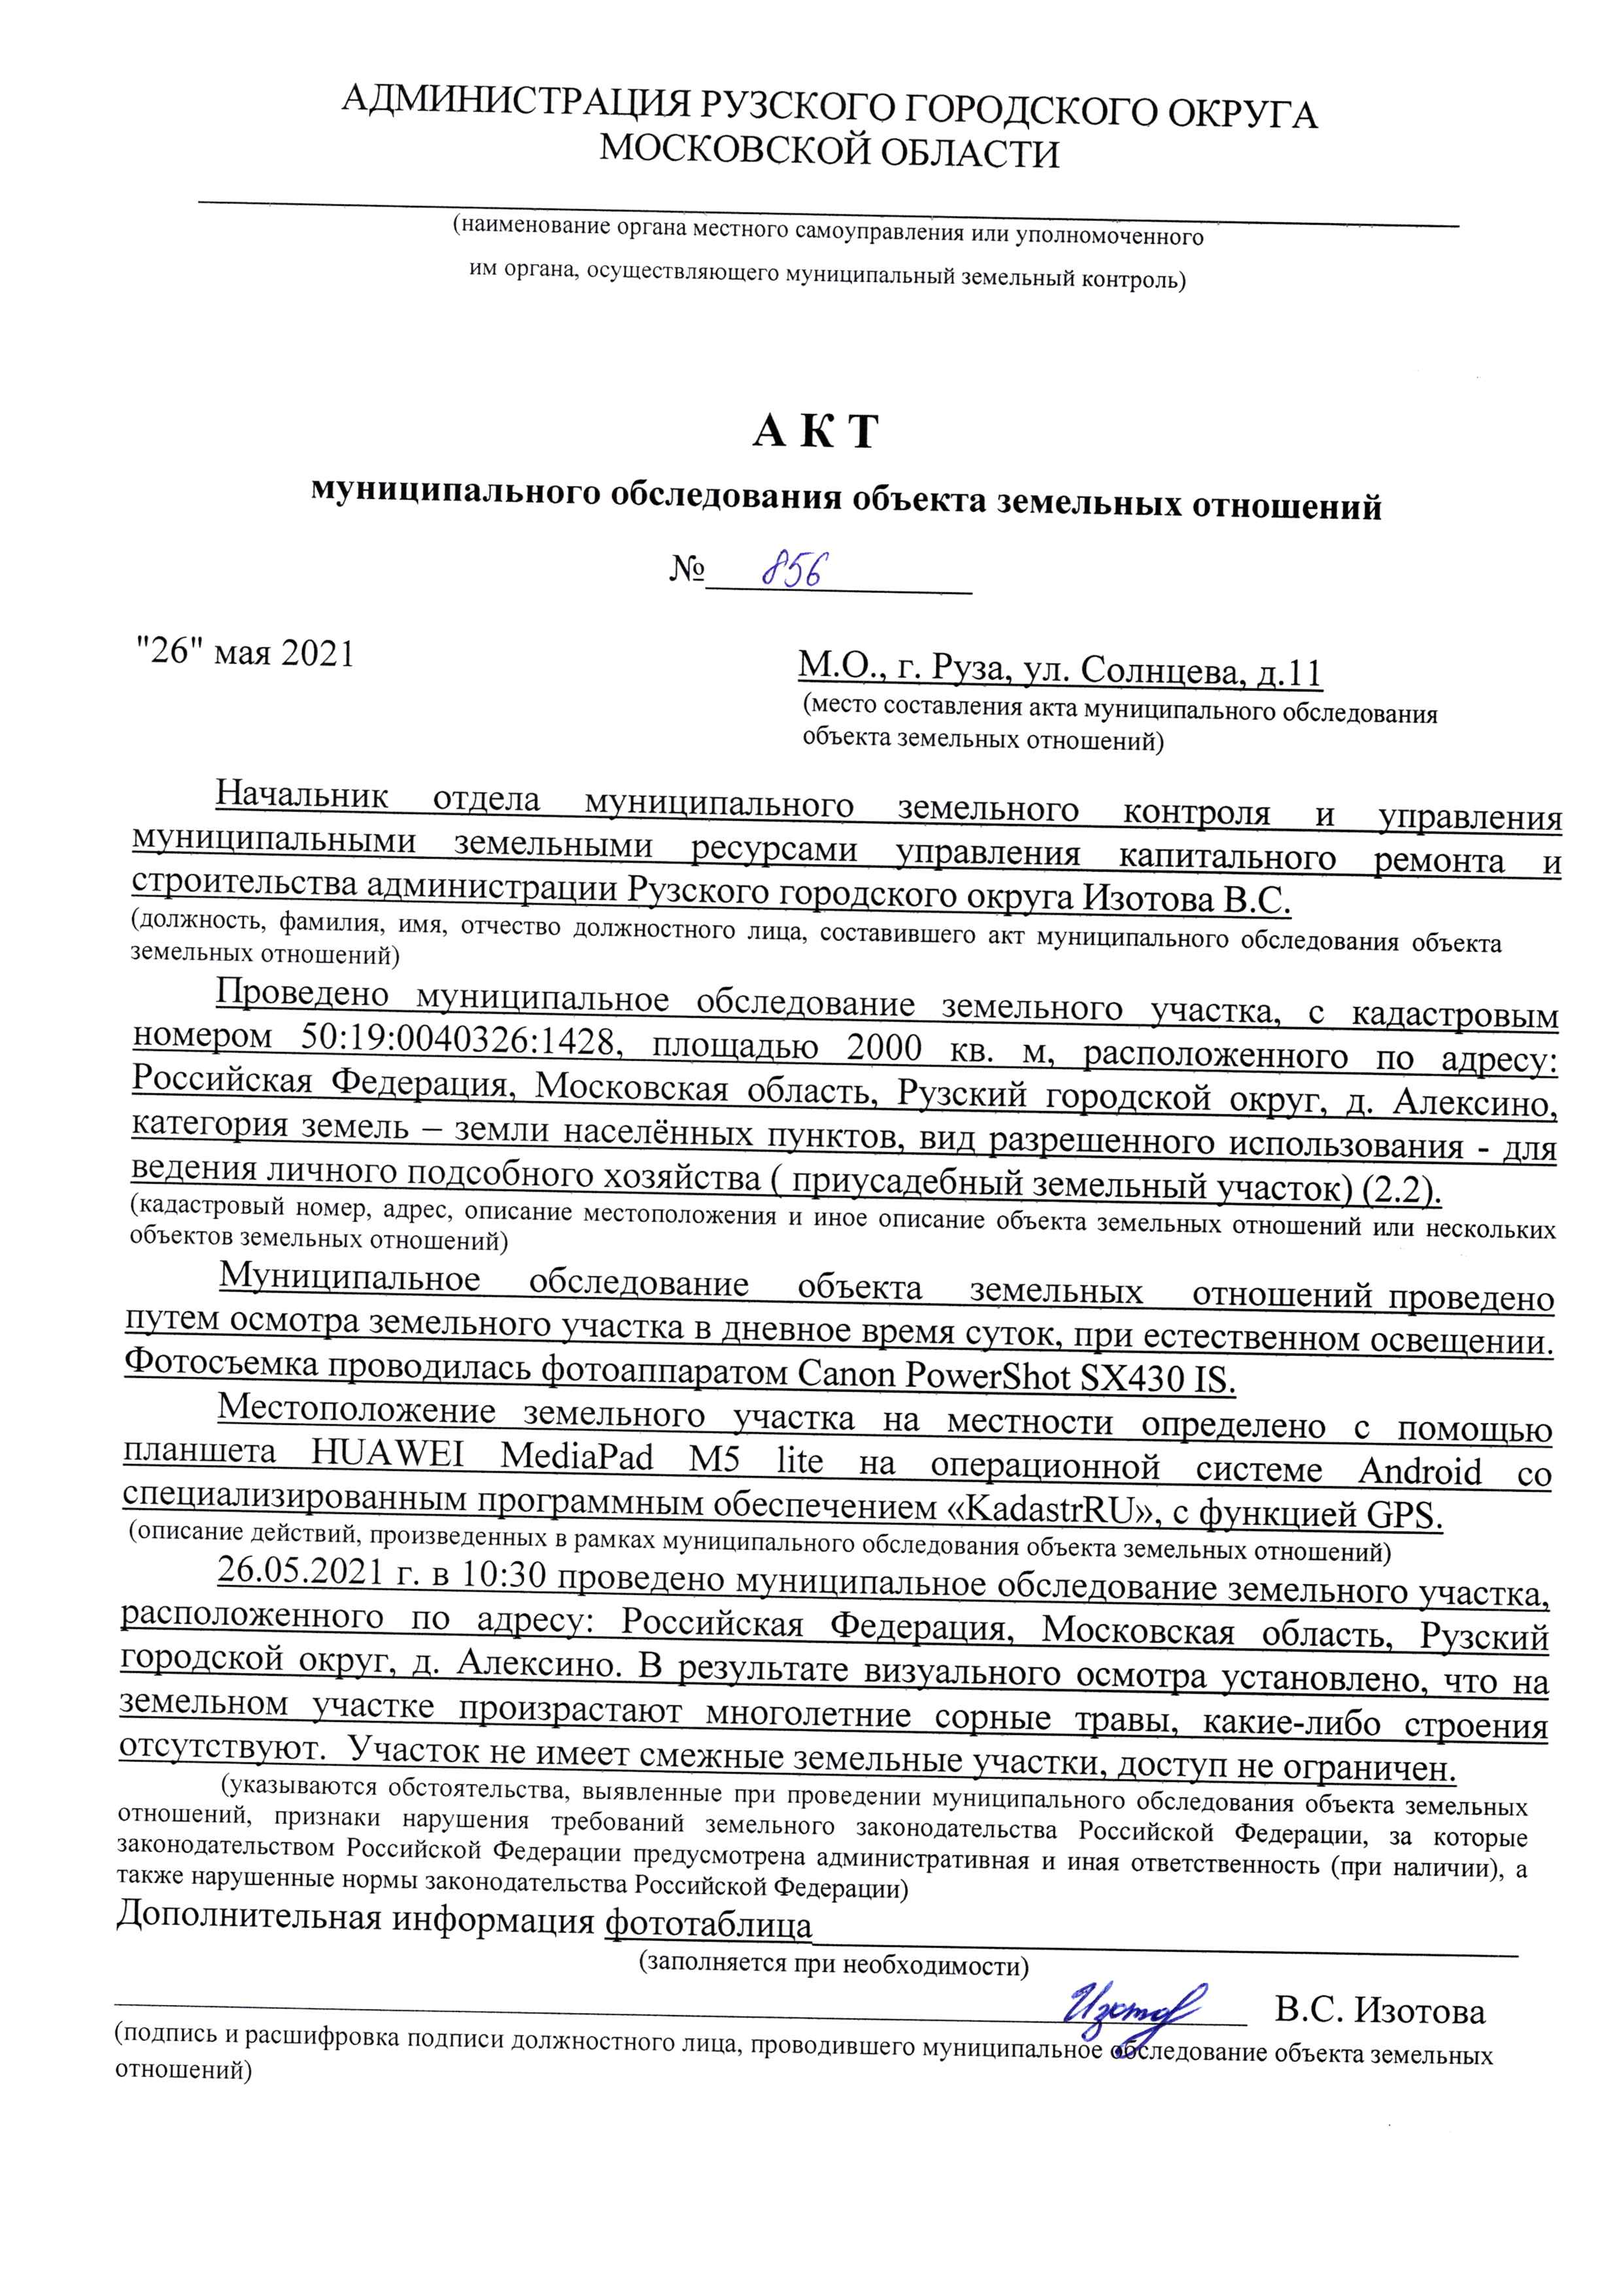 АДМИНИСТРАЦИЯ РУЗСКОГО ГОРОДСКОГО ОКРУГА
МОСКОВСКОЙ ОБЛАСТИ
(наименование органа местного самоуправления или уполномоченного
им органа, осуществляющего муниципальный земельный контроль)
А К Т
муниципального обследования объекта земельных отношений
№ 856
"26" мая 2021
М.О., г. Руза, ул. Солнцева, д.11
(место составления акта муниципального обследования
объекта земельных отношений)
Начальник отдела муниципального земельного контроля и управления
муниципальными земельными ресурсами управления капитального ремонта и
строительства администрации Рузского городского округа Изотова В.С.
(должность, фамилия, имя, отчество должностного лица, составившего акт муниципального обследования объекта
земельных отношений)
Проведено муниципальное обследование земельного участка, с кадастровым
номером 50:19:0040326:1428, площадью 2000 кв. м, расположенного по адресу:
Российская Федерация, Московская область, Рузский городской округ, д. Алексино,
категория земель – земли населённых пунктов, вид разрешенного использования - для
ведения личного подсобного хозяйства ( приусадебный земельный участок) (2.2).
(кадастровый номер, адрес, описание местоположения и иное описание объекта земельных отношений или нескольких
объектов земельных отношений)
Муниципальное обследование объекта земельных отношений проведено
путем осмотра земельного участка в дневное время суток, при естественном освещении.
Фотосъемка проводилась фотоаппаратом Canon PowerShot SX430 IS.
Местоположение земельного участка на местности определено с помощью
планшета HUAWEI MediaPad M5 lite на операционной системе Android со
специализированным программным обеспечением «KadastrRU», с функцией GPS.
(описание действий, произведенных в рамках муниципального обследования объекта земельных отношений)
26.05.2021 г. в 10:30 проведено муниципальное обследование земельного участка,
расположенного по адресу: Российская Федерация, Московская область, Рузский
городской округ, д. Алексино. В результате визуального осмотра установлено, что на
земельном участке произрастают многолетние сорные травы, какие-либо строения
отсутствуют. Участок не имеет смежные земельные участки, доступ не ограничен.
(указываются обстоятельства, выявленные при проведении муниципального обследования объекта земельных
отношений, признаки нарушения требований земельного законодательства Российской Федерации, за которые
законодательством Российской Федерации предусмотрена административная и иная ответственность (при наличии), а
также нарушенные нормы законодательства Российской Федерации)
Дополнительная информация фототаблица
(заполняется при необходимости)
Изотов В.С. Изотова
(подпись и расшифровка подписи должностного лица, проводившего муниципальное обследование объекта земельных
отношений)